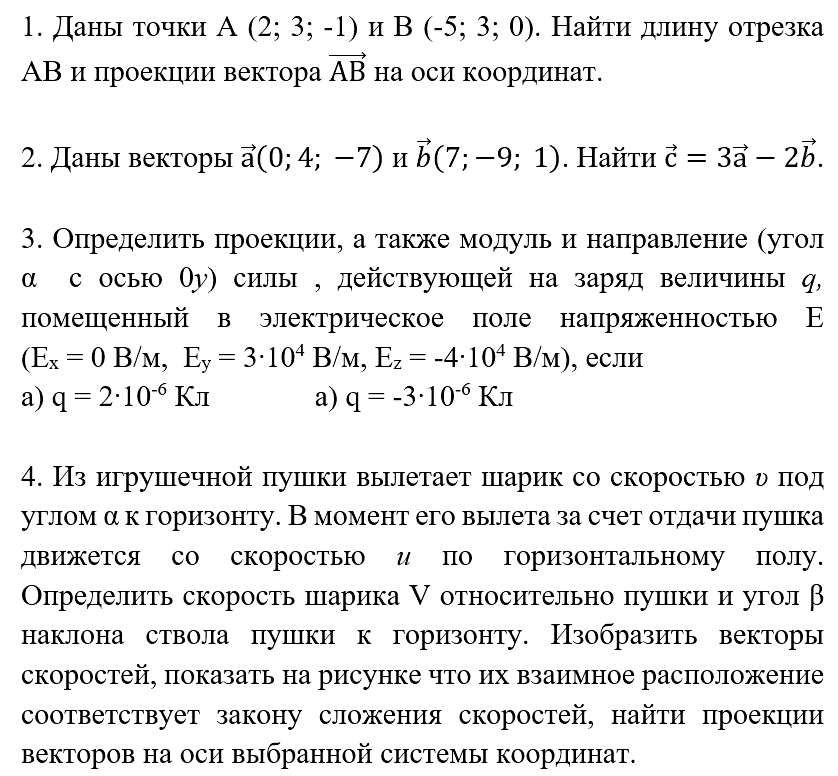 1. Даны точки А (2; 3; -1) и В (-5; 3; 0). Найти длину отрезка
АВ и проекции вектора $\overrightarrow{AB}$ на оси координат.
2. Даны векторы $\vec{a}$(0; 4; −7) и $\vec{b}$(7; −9; 1). Найти $\vec{c}$ = 3$\vec{a}$ − 2$\vec{b}$.
3. Определить проекции, а также модуль и направление (угол
α с осью 0y) силы , действующей на заряд величины q,
помещенный в электрическое поле напряженностью Е
(Eₓ = 0 В/м, Eᵧ = 3·10⁴ В/м, E_z = -4·10⁴ В/м), если
а) q = 2·10⁻⁶ Кл а) q = -3·10⁻⁶ Кл
4. Из игрушечной пушки вылетает шарик со скоростью υ под
углом α к горизонту. В момент его вылета за счет отдачи пушка
движется со скоростью u по горизонтальному полу.
Определить скорость шарика V относительно пушки и угол β
наклона ствола пушки к горизонту. Изобразить векторы
скоростей, показать на рисунке что их взаимное расположение
соответствует закону сложения скоростей, найти проекции
векторов на оси выбранной системы координат.